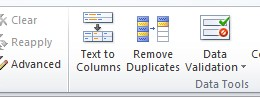 Clear
Reapply
Advanced
Text to
Columns
Remove
Duplicates
Data
Validation
Data Tools